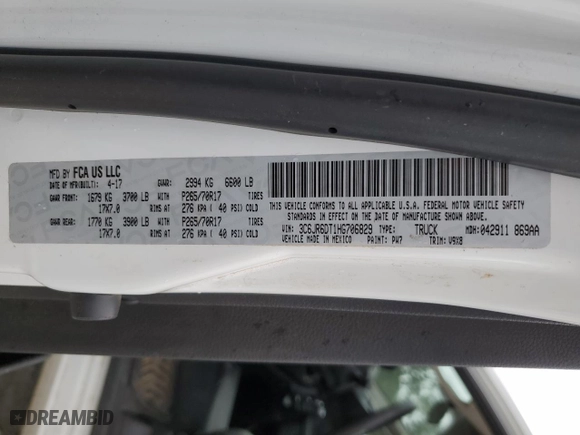 MFD BY FCA US LLC
DATE OF MFR(BUILT): 4-17 GVWR: 2994 KG 6600 LB
GAWR FRONT: 1679 KG 3700 LB WITH P265/70R17 TIRES
17X7.0 RIMS AT 276 KPA ( 40 PSI) COLD
GAWR REAR: 1770 KG 3900 LB WITH P265/70R17 TIRES
17X7.0 RIMS AT 276 KPA ( 40 PSI) COLD
THIS VEHICLE CONFORMS TO ALL APPLICABLE U.S.A. FEDERAL MOTOR VEHICLE SAFETY
STANDARDS IN EFFECT ON THE DATE OF MANUFACTURE SHOWN ABOVE.
VIN: 3C6JR6DT1HG706829 TYPE: TRUCK MDH:042911 869AA
VEHICLE MADE IN MEXICO PAINT: PW7 TRIM: V9X8
DREAMBID